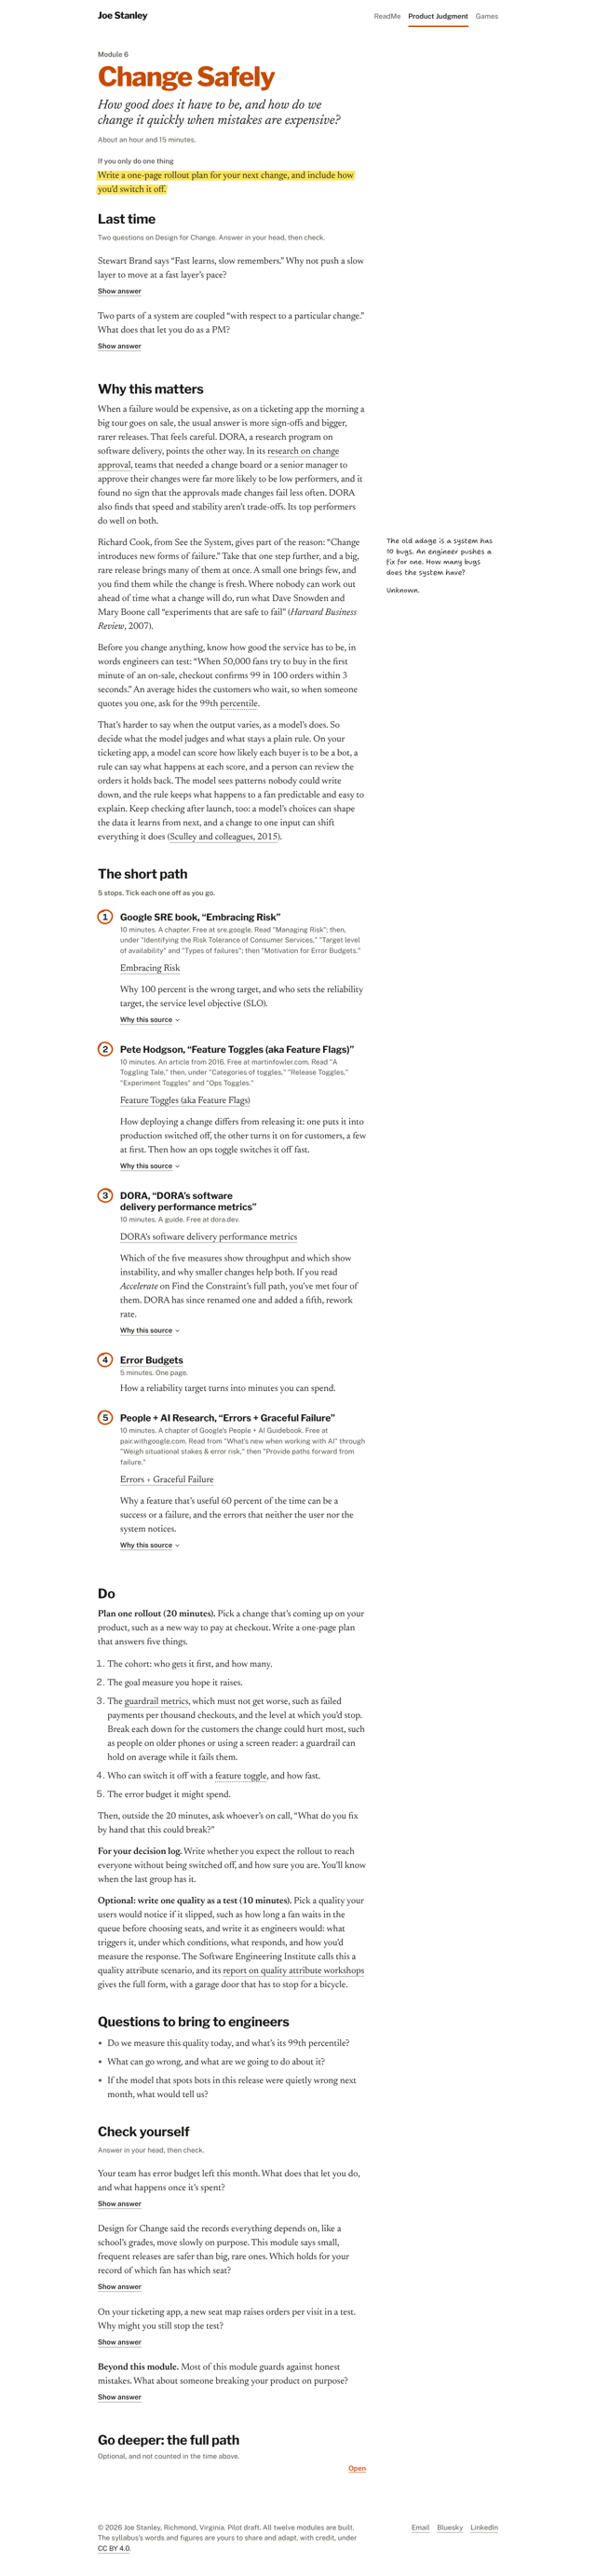 Joe Stanley
ReadMe Product Judgment Games
Module 6
Change Safely
How good does it have to be, and how do we
change it quickly when mistakes are expensive?
About an hour and 15 minutes.
If you only do one thing
Write a one-page rollout plan for your next change, and include how
you'd switch it off.
Last time
Two questions on Design for Change. Answer in your head, then check.
Stewart Brand says “Fast learns, slow remembers.” Why not push a slow
layer to move at a fast layer's pace?
Show answer
Two parts of a system are coupled “with respect to a particular change.”
What does that let you do as a PM?
Show answer
Why this matters
When a failure would be expensive, as on a ticketing app the morning a
big tour goes on sale, the usual answer is more sign-offs and bigger,
rarer releases. That feels careful. DORA, a research program on
software delivery, points the other way. In its research on change
approval, teams that needed a change board or a senior manager to
approve their changes were far more likely to be low performers, and it
found no sign that the approvals made changes fail less often. DORA
also finds that speed and stability aren't trade-offs. Its top performers
do well on both.
Richard Cook, from See the System, gives part of the reason: “Change
introduces new forms of failure.” Take that one step further, and a big,
rare release brings many of them at once. A small one brings few, and
you find them while the change is fresh. Where nobody can work out
ahead of time what a change will do, run what Dave Snowden and
Mary Boone call “experiments that are safe to fail” (Harvard Business
Review, 2007).
The old adage is a system has
10 bugs. An engineer pushes a
fix for one. How many bugs
does the system have?
Unknown.
Before you change anything, know how good the service has to be, in
words engineers can test: “When 50,000 fans try to buy in the first
minute of an on-sale, checkout confirms 99 in 100 orders within 3
seconds.” An average hides the customers who wait, so when someone
quotes you one, ask for the 99th percentile.
That's harder to say when the output varies, as a model's does. So
decide what the model judges and what stays a plain rule. On your
ticketing app, a model can score how likely each buyer is to be a bot, a
rule can say what happens at each score, and a person can review the
orders it holds back. The model sees patterns nobody could write
down, and the rule keeps what happens to a fan predictable and easy to
explain. Keep checking after launch, too: a model's choices can shape
the data it learns from next, and a change to one input can shift
everything it does (Sculley and colleagues, 2015).
The short path
5 stops. Tick each one off as you go.
1 Google SRE book, “Embracing Risk”
10 minutes. A chapter. Free at sre.google. Read "Managing Risk"; then,
under "Identifying the Risk Tolerance of Consumer Services," "Target level
of availability" and "Types of failures"; then "Motivation for Error Budgets."
Embracing Risk
Why 100 percent is the wrong target, and who sets the reliability
target, the service level objective (SLO).
Why this source
2 Pete Hodgson, “Feature Toggles (aka Feature Flags)”
10 minutes. An article from 2016. Free at martinfowler.com. Read "A
Toggling Tale," then, under "Categories of toggles," "Release Toggles,"
"Experiment Toggles" and "Ops Toggles."
Feature Toggles (aka Feature Flags)
How deploying a change differs from releasing it: one puts it into
production switched off, the other turns it on for customers, a few
at first. Then how an ops toggle switches it off fast.
Why this source
3 DORA, “DORA's software
delivery performance metrics”
10 minutes. A guide. Free at dora.dev.
DORA's software delivery performance metrics
Which of the five measures show throughput and which show
instability, and why smaller changes help both. If you read
Accelerate on Find the Constraint's full path, you've met four of
them. DORA has since renamed one and added a fifth, rework
rate.
Why this source
4 Error Budgets
5 minutes. One page.
How a reliability target turns into minutes you can spend.
5 People + AI Research, “Errors + Graceful Failure”
10 minutes. A chapter of Google's People + AI Guidebook. Free at
pair.withgoogle.com. Read from "What's new when working with AI" through
"Weigh situational stakes & error risk," then "Provide paths forward from
failure."
Errors + Graceful Failure
Why a feature that's useful 60 percent of the time can be a
success or a failure, and the errors that neither the user nor the
system notices.
Why this source
Do
Plan one rollout (20 minutes). Pick a change that's coming up on your
product, such as a new way to pay at checkout. Write a one-page plan
that answers five things.
1. The cohort: who gets it first, and how many.
2. The goal measure you hope it raises.
3. The guardrail metrics, which must not get worse, such as failed
payments per thousand checkouts, and the level at which you'd stop.
Break each down for the customers the change could hurt most, such
as people on older phones or using a screen reader: a guardrail can
hold on average while it fails them.
4. Who can switch it off with a feature toggle, and how fast.
5. The error budget it might spend.
Then, outside the 20 minutes, ask whoever's on call, “What do you fix
by hand that this could break?”
For your decision log. Write whether you expect the rollout to reach
everyone without being switched off, and how sure you are. You'll know
when the last group has it.
Optional: write one quality as a test (10 minutes). Pick a quality your
users would notice if it slipped, such as how long a fan waits in the
queue before choosing seats, and write it as engineers would: what
triggers it, under which conditions, what responds, and how you'd
measure the response. The Software Engineering Institute calls this a
quality attribute scenario, and its report on quality attribute workshops
gives the full form, with a garage door that has to stop for a bicycle.
Questions to bring to engineers
• Do we measure this quality today, and what's its 99th percentile?
• What can go wrong, and what are we going to do about it?
• If the model that spots bots in this release were quietly wrong next
month, what would tell us?
Check yourself
Answer in your head, then check.
Your team has error budget left this month. What does that let you do,
and what happens once it's spent?
Show answer
Design for Change said the records everything depends on, like a
school's grades, move slowly on purpose. This module says small,
frequent releases are safer than big, rare ones. Which holds for your
record of which fan has which seat?
Show answer
On your ticketing app, a new seat map raises orders per visit in a test.
Why might you still stop the test?
Show answer
Beyond this module. Most of this module guards against honest
mistakes. What about someone breaking your product on purpose?
Show answer
Go deeper: the full path
Optional, and not counted in the time above.
Open
© 2026 Joe Stanley, Richmond, Virginia. Pilot draft. All twelve modules are built.
The syllabus's words and figures are yours to share and adapt, with credit, under
CC BY 4.0.
Email Bluesky LinkedIn